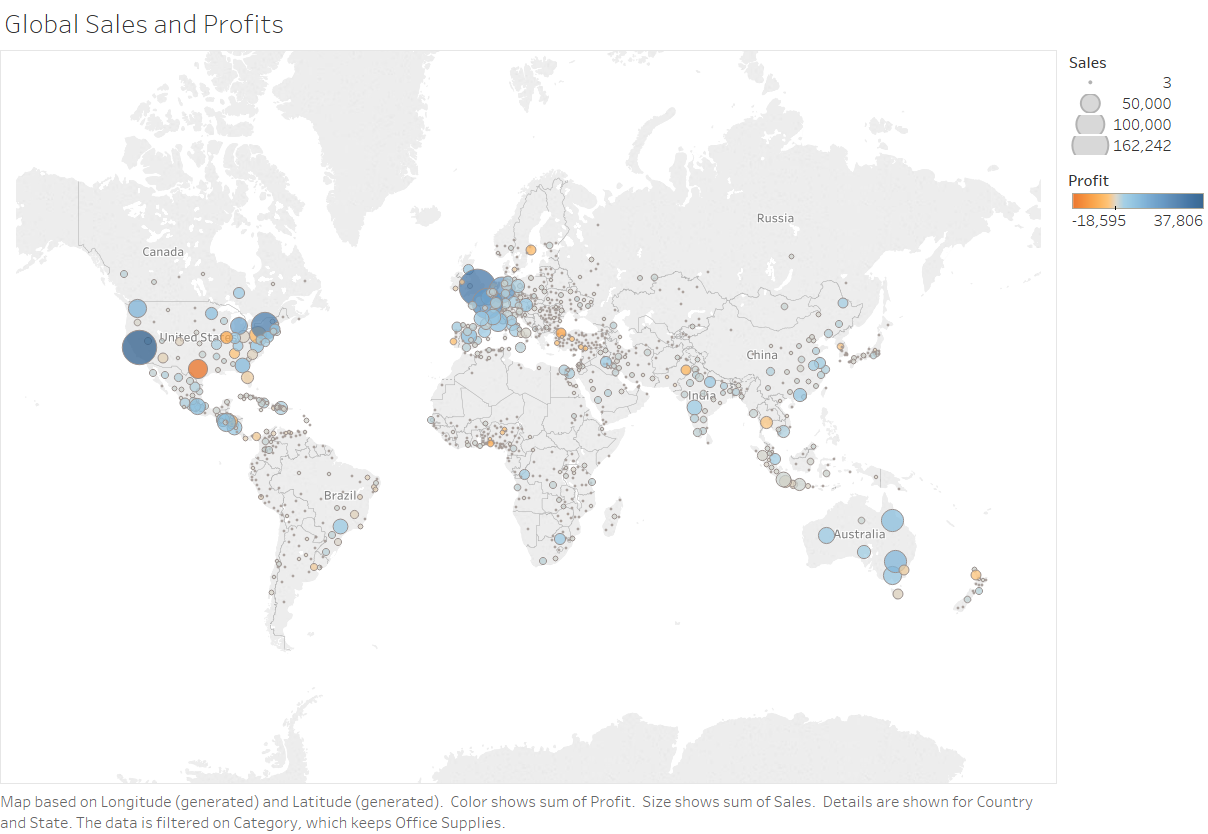 Global Sales and Profits
Sales
3
50,000
100,000
162,242
Profit
-18,595 37,806
Russia
Canada
United Stat
China
India
Brazil
Australia
Map based on Longitude (generated) and Latitude (generated).  Color shows sum of Profit.  Size shows sum of Sales.  Details are shown for Country
and State. The data is filtered on Category, which keeps Office Supplies.